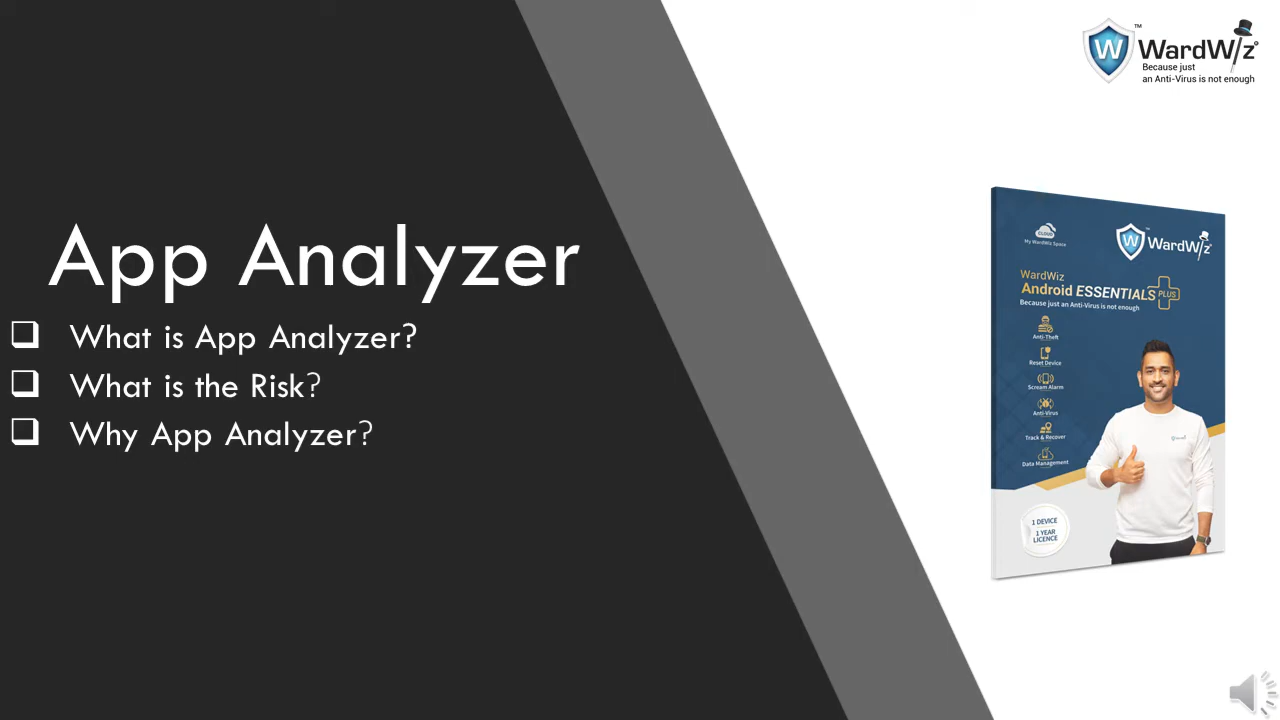 App Analyzer
❑ What is App Analyzer?
❑ What is the Risk?
❑ Why App Analyzer?
W ™ WardWiz®
Because just
an Anti-Virus is not enough
CLOUD
My WardWiz Space
W WardWiz
WardWiz
Android ESSENTIALS PLUS
Because just an Anti-Virus is not enough
Anti-Theft
Reset Device
Scream Alarm
Anti-Virus
Track & Recover
Data Management
1 DEVICE
1 YEAR
LICENCE